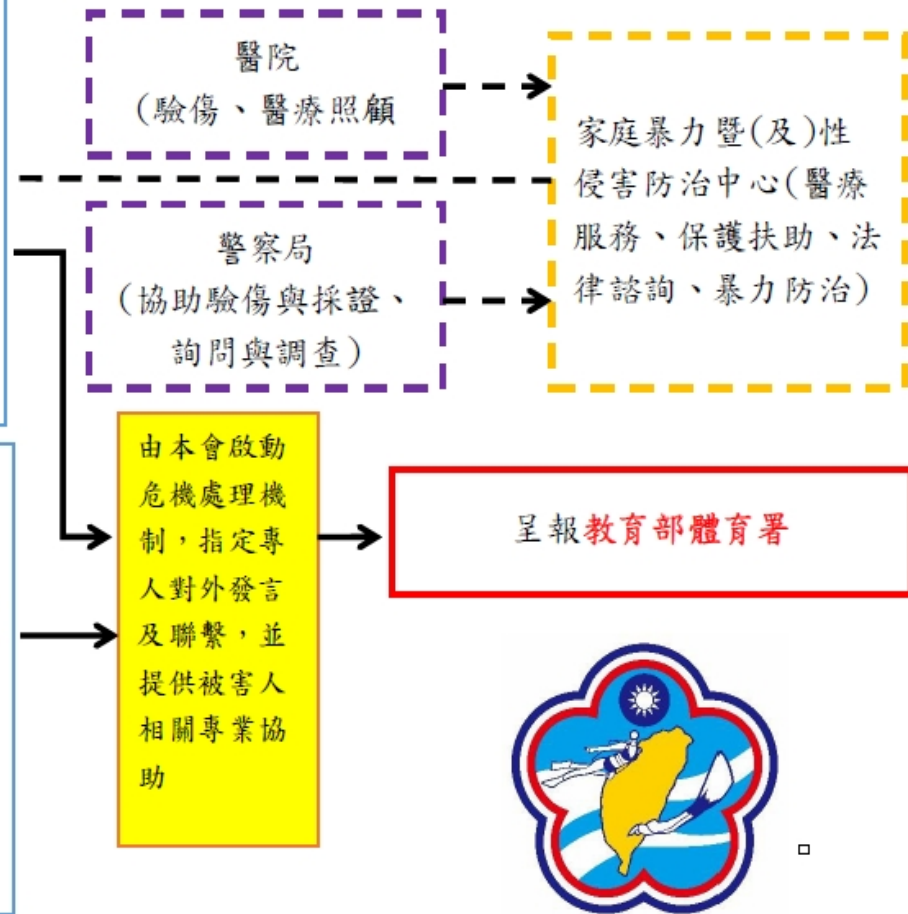 醫院
(驗傷、醫療照顧
家庭暴力暨(及)性
侵害防治中心(醫療
服務、保護扶助、法
律諮詢、暴力防治)
警察局
(協助驗傷與採證、
詢問與調查)
由本會啟動
危機處理機
制，指定專
人對外發言
及聯繫，並
提供被害人
相關專業協
助
呈報教育部體育署